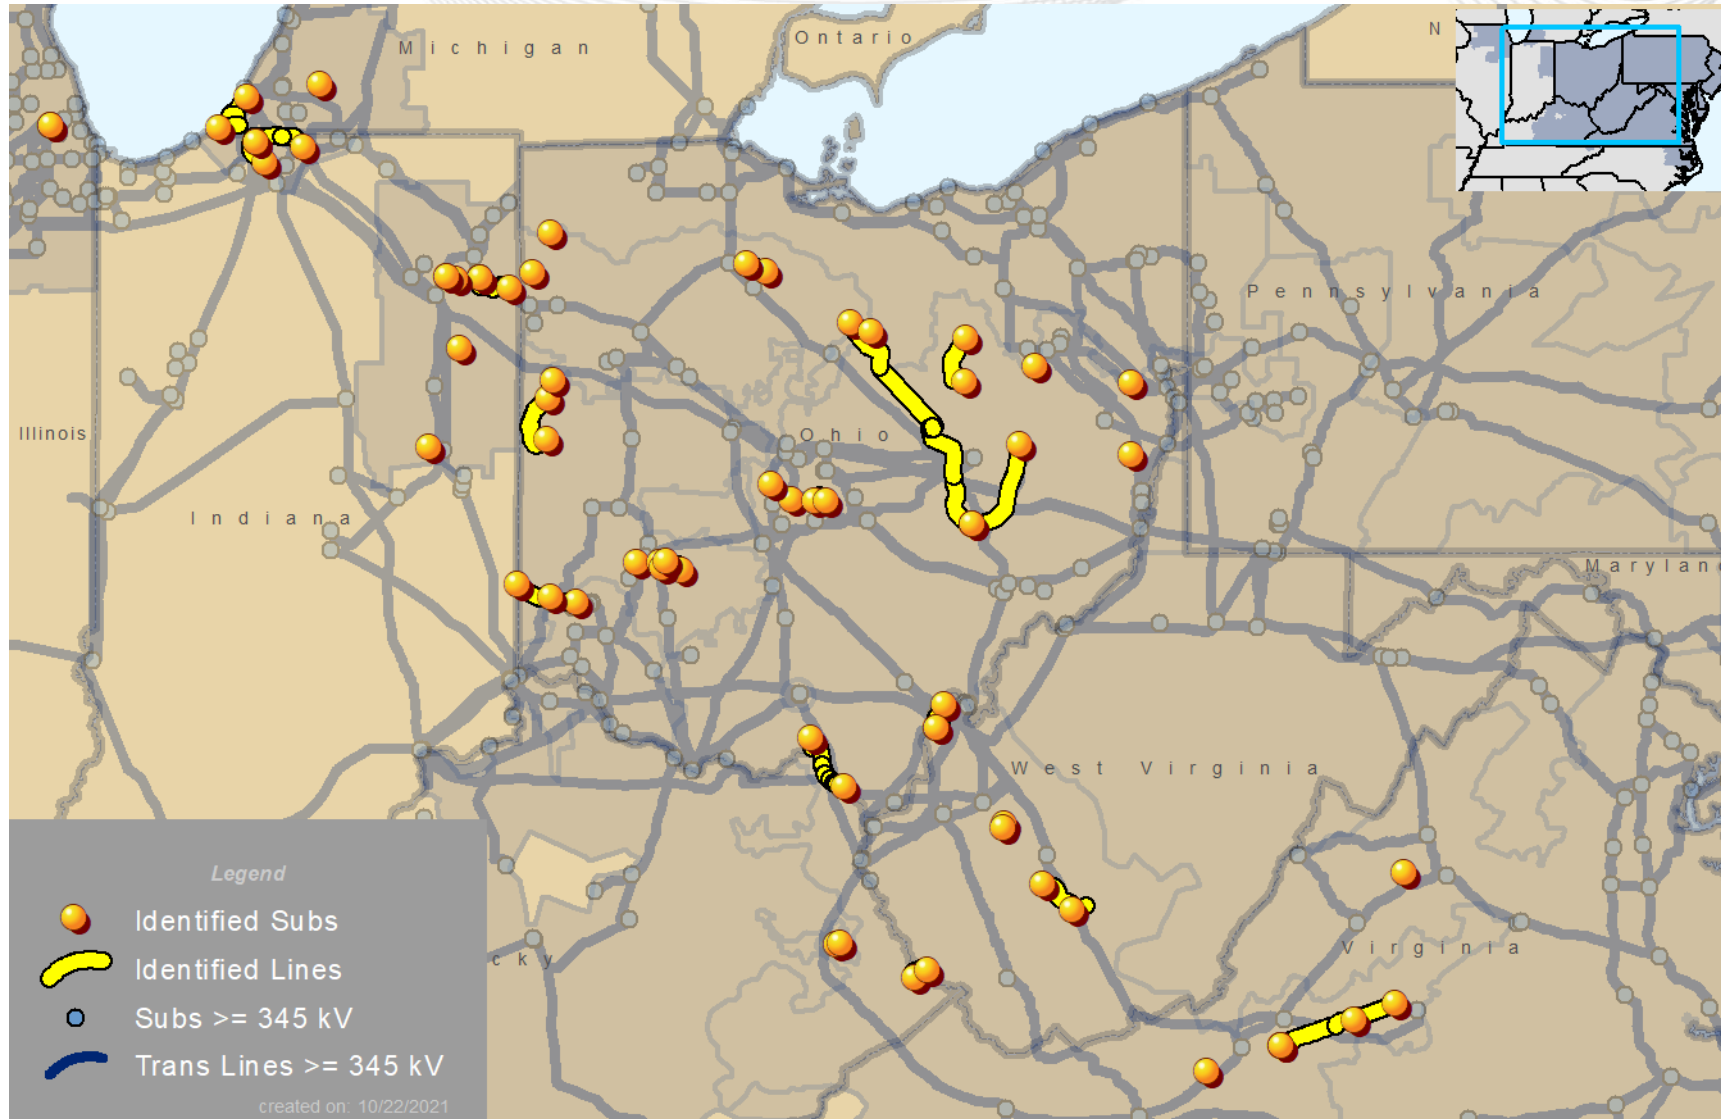 Michigan
Ontario
N
Pennsylvania
Illinois
Ohio
Indiana
Maryland
West Virginia
Virginia
cky
Legend
Identified Subs
Identified Lines
Subs >= 345 kV
Trans Lines >= 345 kV
created on: 10/22/2021